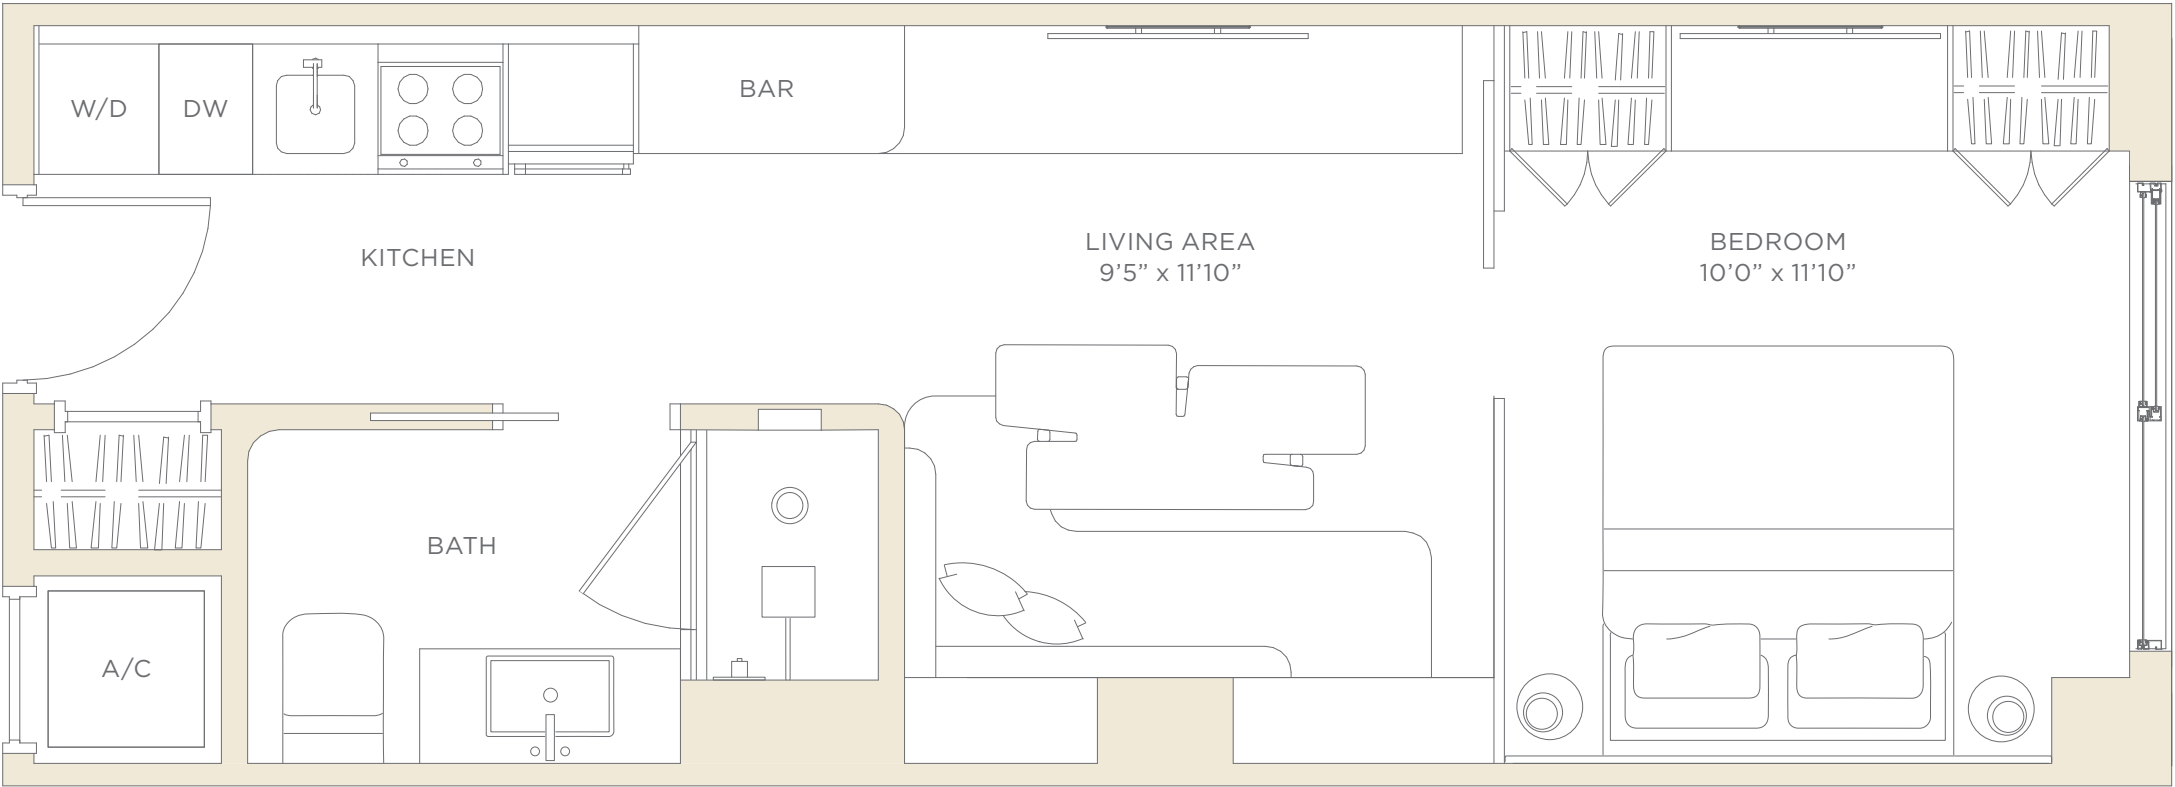 W/D
DW
BAR
KITCHEN
LIVING AREA
9’5” x 11’10”
BEDROOM
10’0” x 11’10”
BATH
A/C